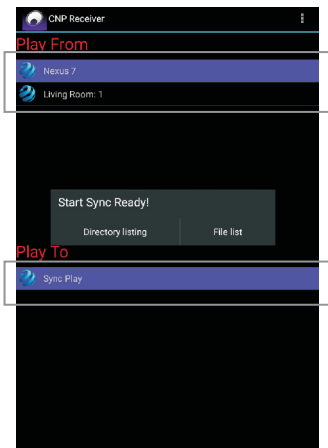 CNP Receiver
Play From
Nexus 7
Living Room: 1
Start Sync Ready!
Directory listing
File list
Play To
Sync Play